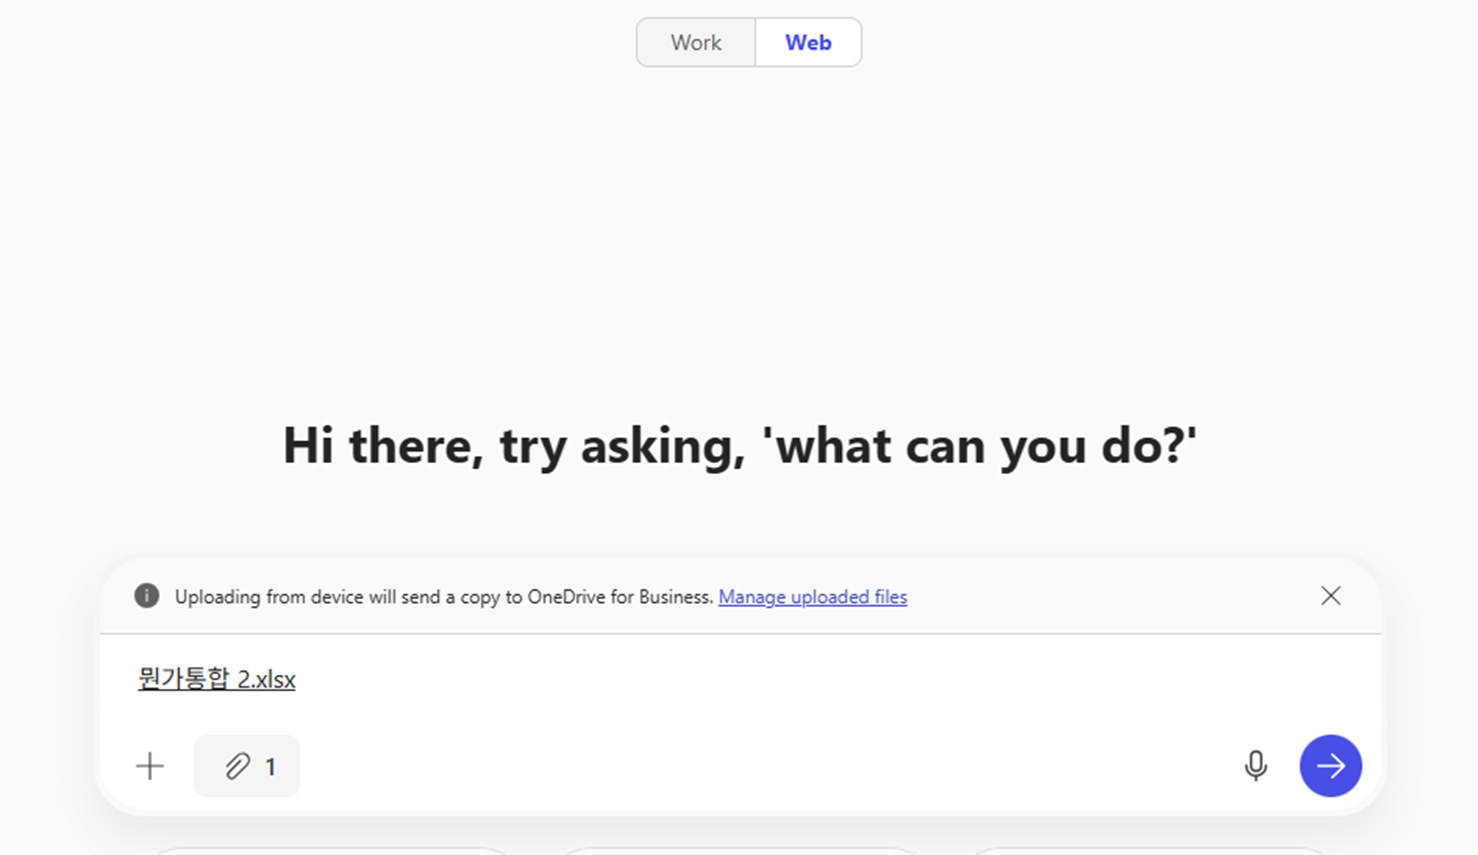 Work Web
Hi there, try asking, 'what can you do?'
Uploading from device will send a copy to OneDrive for Business. Manage uploaded files
뭔가통합 2.xlsx
1